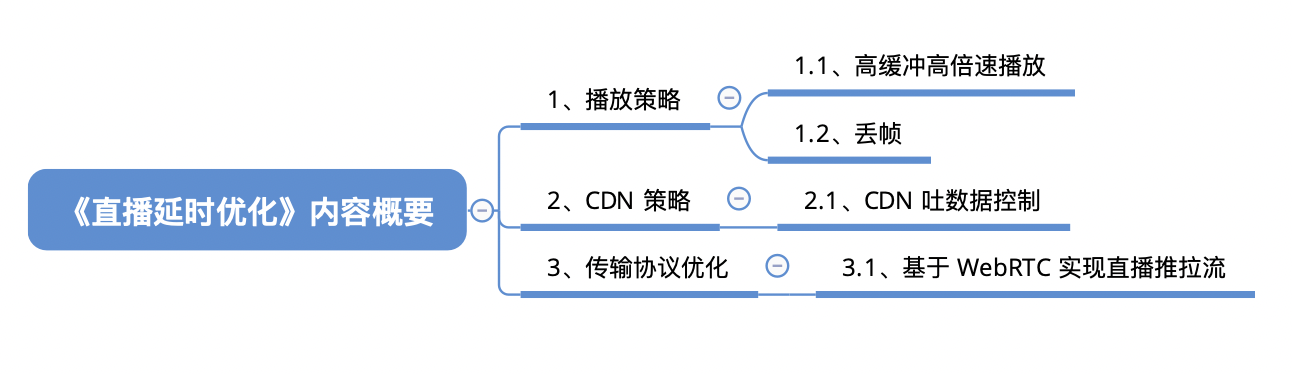 《直播延时优化》内容概要
1、播放策略
1.1、高缓冲高倍速播放
1.2、丢帧
2、CDN 策略
2.1、CDN 吐数据控制
3、传输协议优化
3.1、基于 WebRTC 实现直播推拉流